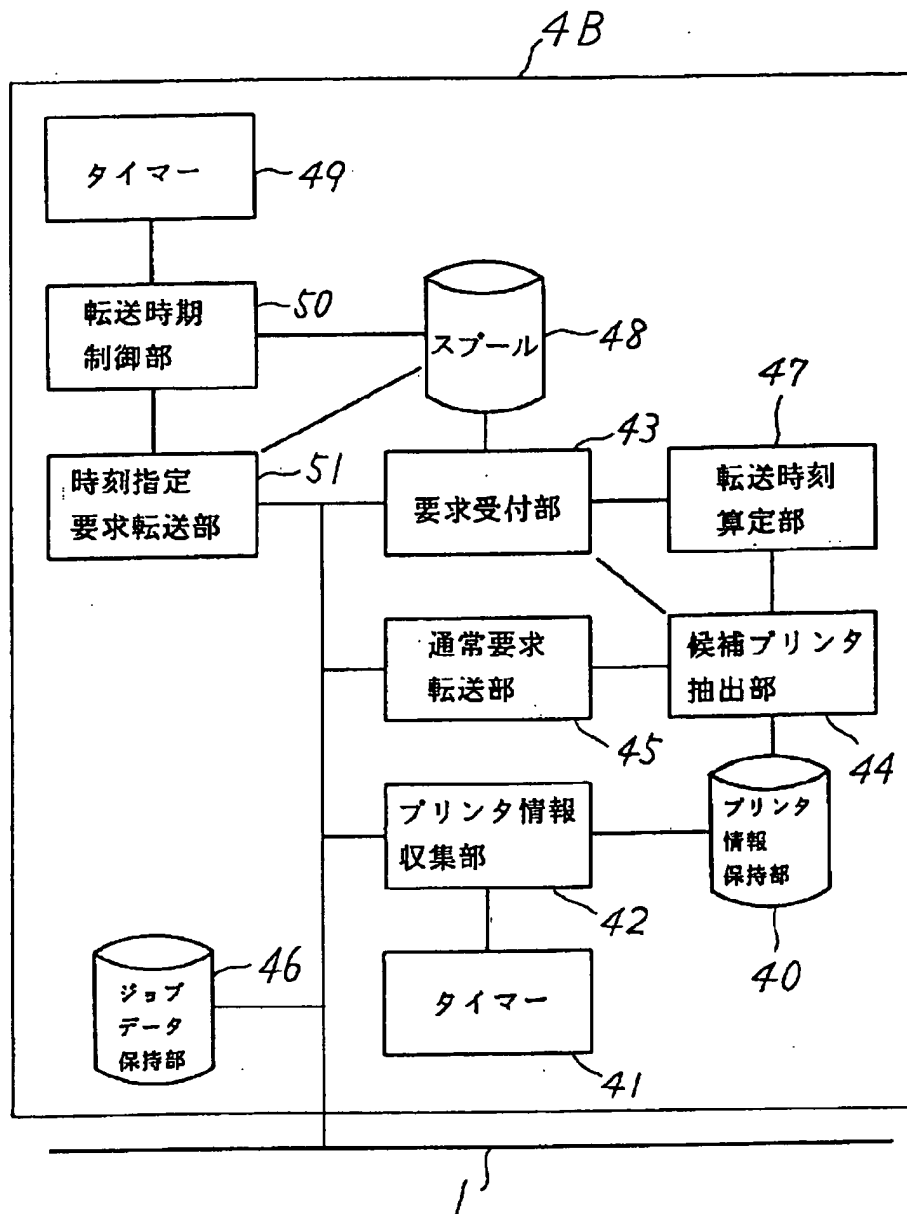 4B
タイマー
49
転送時期
制御部
50
スプール
48
47
時刻指定
要求転送部
51
要求受付部
43
転送時刻
算定部
通常要求
転送部
45
候補プリンタ
抽出部
44
プリンタ情報
収集部
42
プリンタ
情報
保持部
40
ジョブ
データ
保持部
46
タイマー
41
1